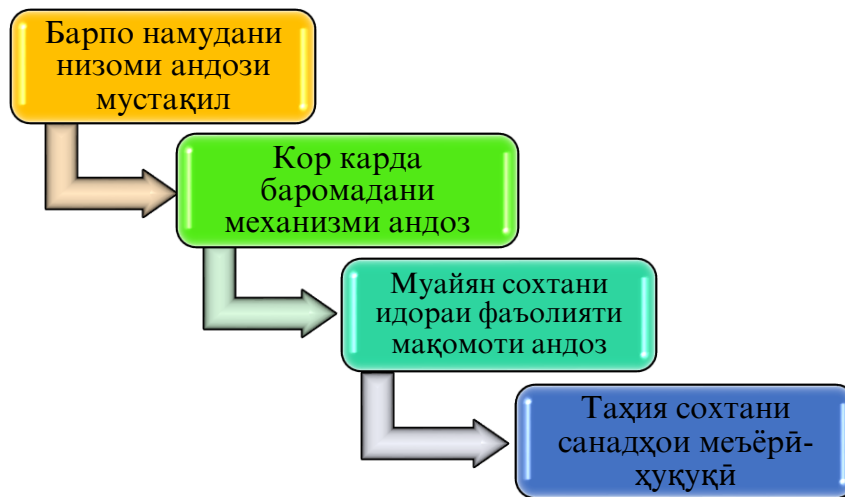 Барпо намудани
низоми андози
мустақил
Кор карда
баромадани
механизми андоз
Муайян сохтани
идораи фаъолияти
мақомоти андоз
Таҳия сохтани
санадҳои меъёрӣ-
ҳуқуқӣ